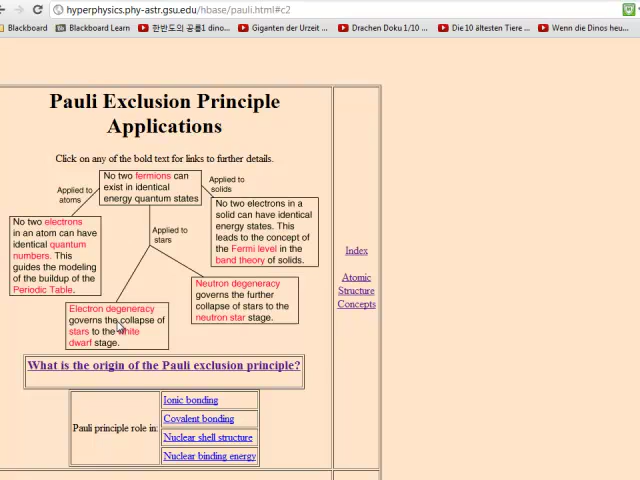 hyperphysics.phy-astr.gsu.edu/hbase/pauli.html#c2
Blackboard
Bb Blackboard Learn
한반도의 공룡1 dino...
Giganten der Urzeit ...
Drachen Doku 1/10 ...
Die 10 ältesten Tiere ...
Wenn die Dinos heu...
Pauli Exclusion Principle
Applications
Click on any of the bold text for links to further details.
Applied to
atoms
No two fermions can
exist in identical
energy quantum states
Applied to
solids
No two electrons
in an atom can have
identical quantum
numbers. This
guides the modeling
of the buildup of the
Periodic Table.
Applied to
stars
No two electrons in a
solid can have identical
energy states. This
leads to the concept of
the Fermi level in the
band theory of solids.
Index
Atomic
Structure
Concepts
Electron degeneracy
governs the collapse of
stars to the white
dwarf stage.
Neutron degeneracy
governs the further
collapse of stars to the
neutron star stage.
What is the origin of the Pauli exclusion principle?
Pauli principle role in:
Ionic bonding
Covalent bonding
Nuclear shell structure
Nuclear binding energy